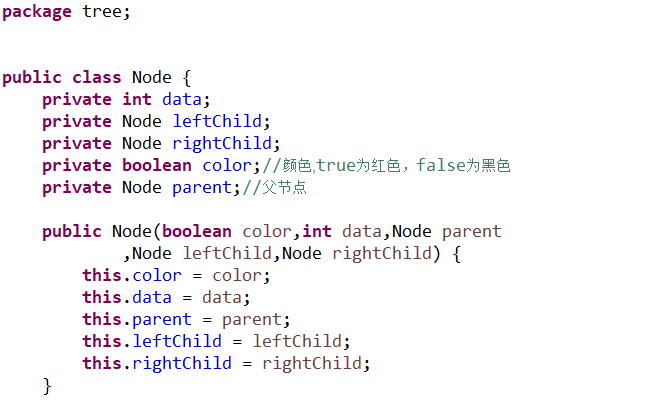 package tree;
public class Node {
    private int data;
    private Node leftChild;
    private Node rightChild;
    private boolean color;//颜色,true为红色，false为黑色
    private Node parent;//父节点
    public Node(boolean color,int data,Node parent
            ,Node leftChild,Node rightChild) {
        this.color = color;
        this.data = data;
        this.parent = parent;
        this.leftChild = leftChild;
        this.rightChild = rightChild;
    }